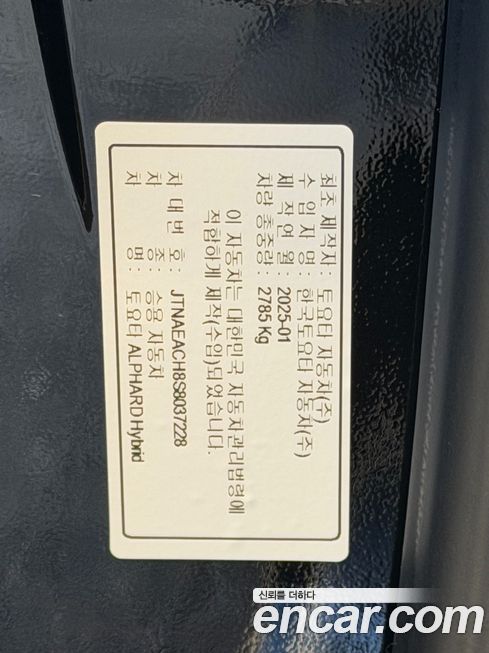 최초 제작자: 토요타 자동차(주)
수 입 자 명: 한국토요타 자동차(주)
제 작 연 월: 2025-01
차량 총중량: 2785 Kg
이 자동차는 대한민국 자동차관리법령에
적합하게 제작(수입)되었습니다.
차 대 번 호: JTNAEACH8S8037228
차 종: 승용 자동차
차 명: 토요타 ALPHARD Hybrid
신뢰를 더하다
encar.com